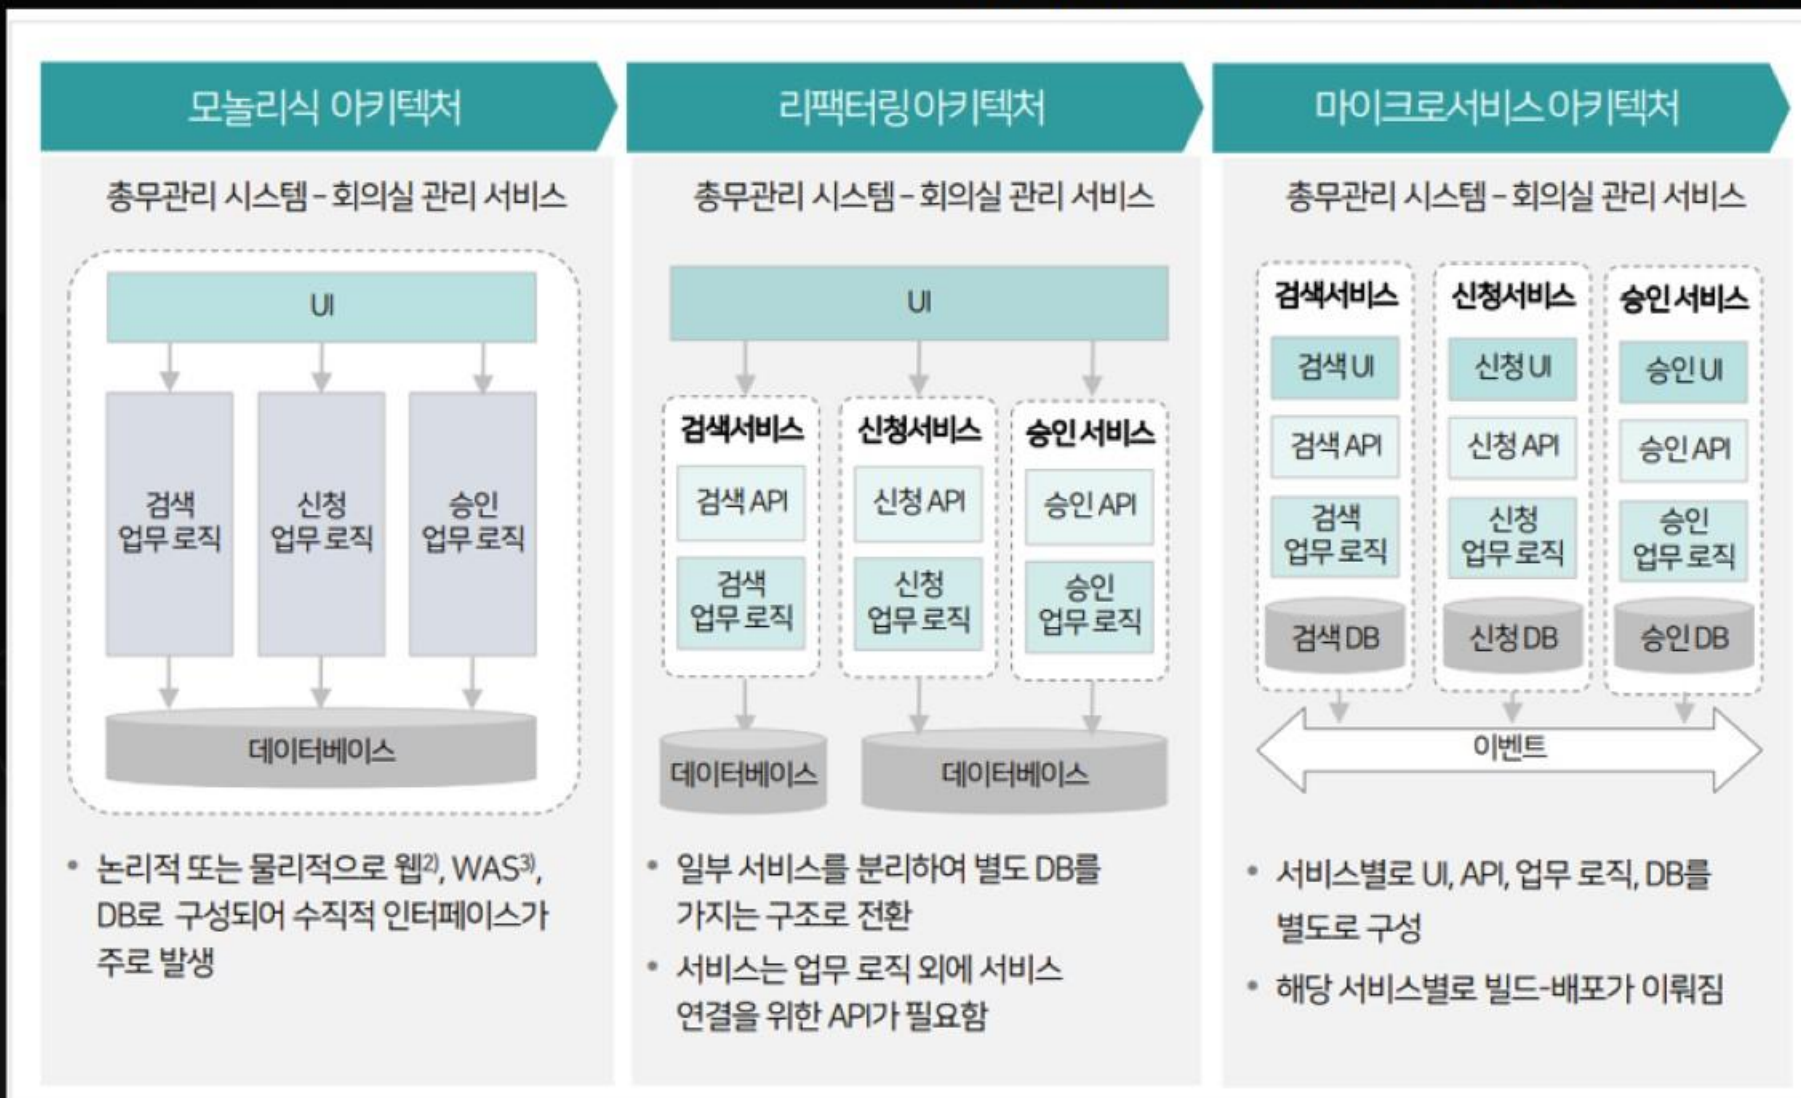 모놀리식 아키텍처
총무관리 시스템 – 회의실 관리 서비스
UI
검색
업무 로직
신청
업무 로직
승인
업무 로직
데이터베이스
• 논리적 또는 물리적으로 웹2), WAS3),
DB로 구성되어 수직적 인터페이스가
주로 발생
리팩터링 아키텍처
총무관리 시스템 – 회의실 관리 서비스
UI
검색서비스
검색 API
검색
업무 로직
신청서비스
신청 API
신청
업무 로직
승인 서비스
승인 API
승인
업무 로직
데이터베이스
데이터베이스
• 일부 서비스를 분리하여 별도 DB를
가지는 구조로 전환
• 서비스는 업무 로직 외에 서비스
연결을 위한 API가 필요함
마이크로서비스 아키텍처
총무관리 시스템 – 회의실 관리 서비스
검색서비스
검색 UI
검색 API
검색
업무 로직
검색 DB
신청서비스
신청 UI
신청 API
신청
업무 로직
신청 DB
승인 서비스
승인 UI
승인 API
승인
업무 로직
승인 DB
이벤트
• 서비스별로 UI, API, 업무 로직, DB를
별도로 구성
• 해당 서비스별로 빌드-배포가 이뤄짐